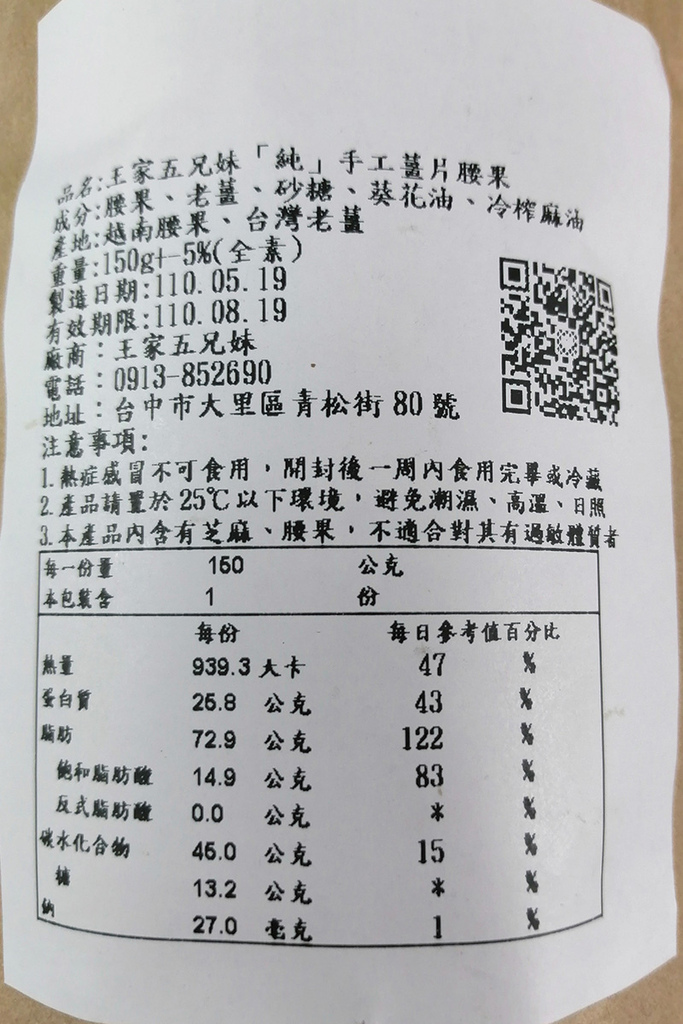 品名:王家五兄妹「純」手工薑片腰果
成分:腰果、老薑、砂糖、葵花油、冷榨麻油
產地:越南腰果、台灣老薑
重量:150g+-5%(全素)
製造日期:110.05.19
有效期限:110.08.19
廠商：王家五兄妹
電話：0913-852690
地址：台中市大里區青松街80號
注意事項:
1.熱症感冒不可食用，開封後一周內食用完畢或冷藏
2.產品請置於25℃以下環境，避免潮濕、高溫、日照
3.本產品內含有芝麻、腰果，不適合對其有過敏體質者
每一份量 150 公克
本包裝含 1 份
每份 每日參考值百分比
熱量 939.3 大卡 47 %
蛋白質 25.8 公克 43 %
脂肪 72.9 公克 122 %
飽和脂肪酸 14.9 公克 83 %
反式脂肪酸 0.0 公克 * %
碳水化合物 45.0 公克 15 %
糖 13.2 公克 * %
鈉 27.0 毫克 1 %